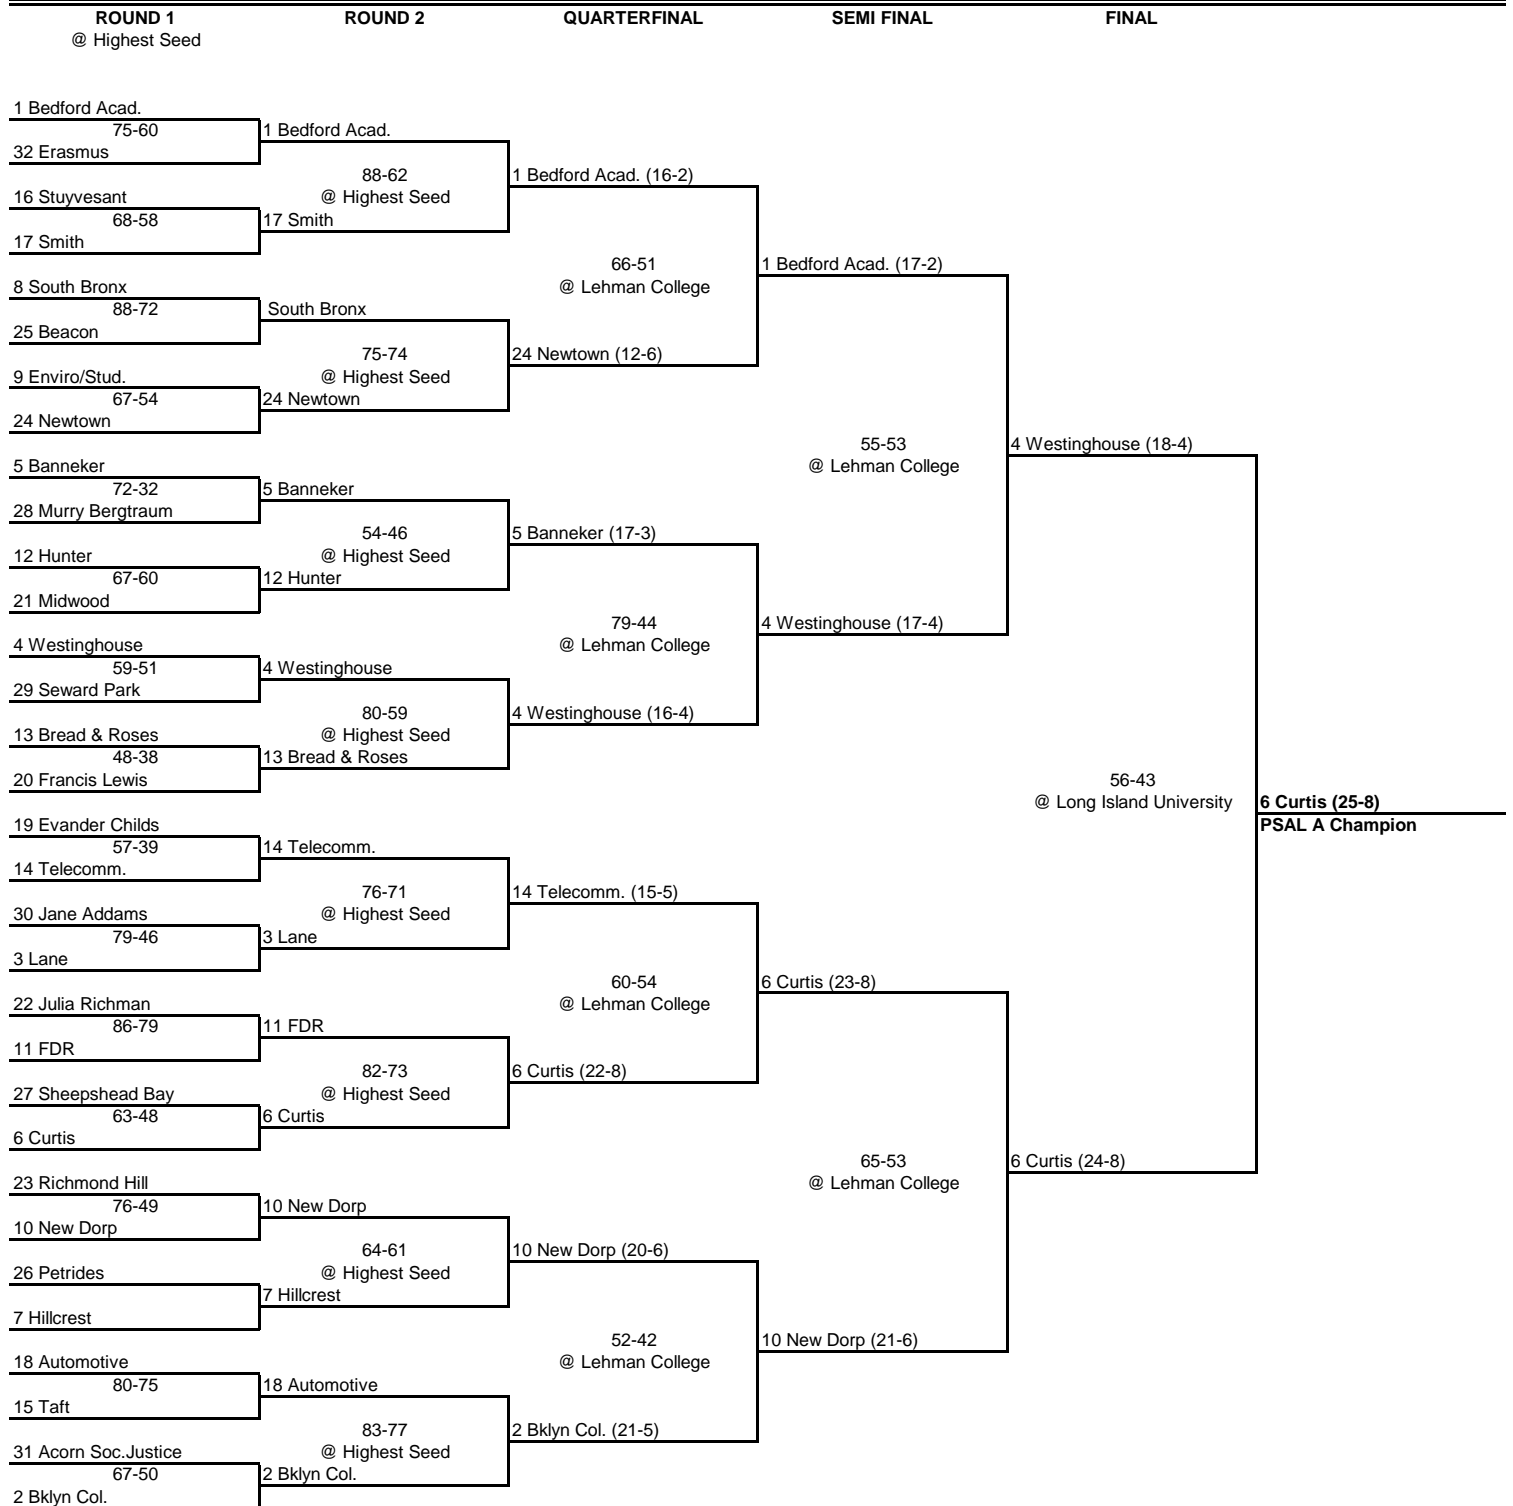 ROUND 1
@ Highest Seed
ROUND 2
QUARTERFINAL
SEMI FINAL
FINAL
1 Bedford Acad.
75-60
32 Erasmus
16 Stuyvesant
68-58
17 Smith
8 South Bronx
88-72
25 Beacon
9 Enviro/Stud.
67-54
24 Newtown
5 Banneker
72-32
28 Murry Bergtraum
12 Hunter
67-60
21 Midwood
4 Westinghouse
59-51
29 Seward Park
13 Bread & Roses
48-38
20 Francis Lewis
19 Evander Childs
57-39
14 Telecomm.
30 Jane Addams
79-46
3 Lane
22 Julia Richman
86-79
11 FDR
27 Sheepshead Bay
63-48
6 Curtis
23 Richmond Hill
76-49
10 New Dorp
26 Petrides
7 Hillcrest
18 Automotive
80-75
15 Taft
31 Acorn Soc.Justice
67-50
2 Bklyn Col.
1 Bedford Acad.
88-62
@ Highest Seed
17 Smith
South Bronx
75-74
@ Highest Seed
24 Newtown
5 Banneker
54-46
@ Highest Seed
12 Hunter
4 Westinghouse
80-59
@ Highest Seed
13 Bread & Roses
14 Telecomm.
76-71
@ Highest Seed
3 Lane
11 FDR
82-73
@ Highest Seed
6 Curtis
10 New Dorp
64-61
@ Highest Seed
7 Hillcrest
18 Automotive
83-77
@ Highest Seed
2 Bklyn Col.
1 Bedford Acad. (16-2)
66-51
@ Lehman College
24 Newtown (12-6)
5 Banneker (17-3)
79-44
@ Lehman College
4 Westinghouse (16-4)
14 Telecomm. (15-5)
60-54
@ Lehman College
6 Curtis (22-8)
10 New Dorp (20-6)
52-42
@ Lehman College
2 Bklyn Col. (21-5)
1 Bedford Acad. (17-2)
55-53
@ Lehman College
4 Westinghouse (17-4)
6 Curtis (23-8)
65-53
@ Lehman College
10 New Dorp (21-6)
4 Westinghouse (18-4)
56-43
@ Long Island University
6 Curtis (24-8)
6 Curtis (25-8)
PSAL A Champion